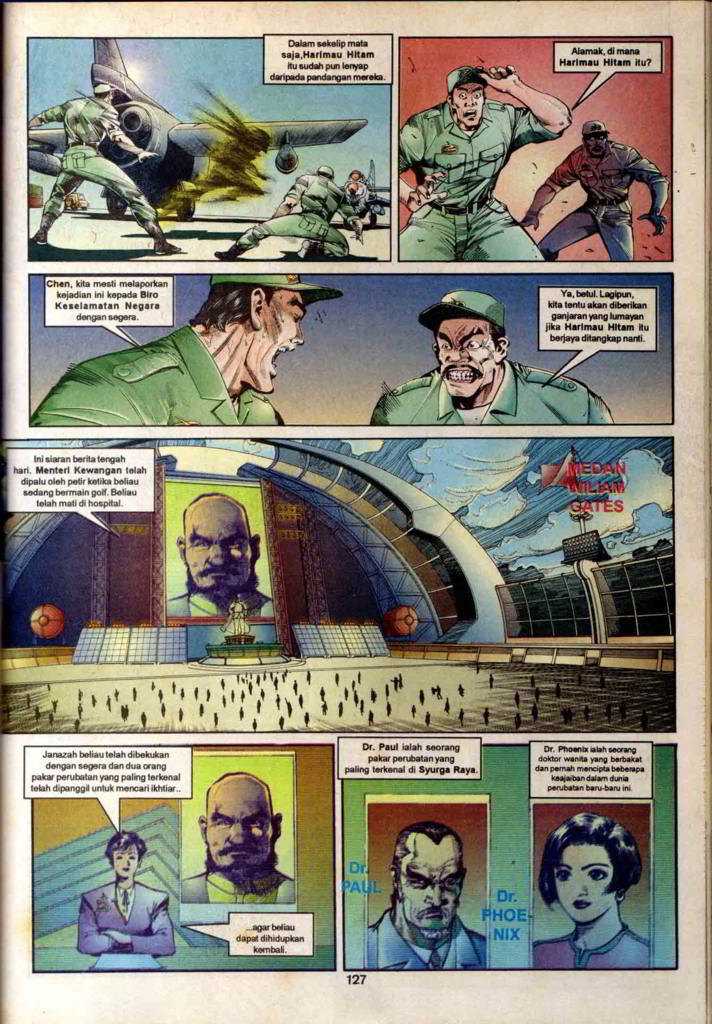 Dalam sekelip mata
saja,Harimau Hitam
itu sudah pun lenyap
daripada pandangan mereka.
Alamak, di mana
Harimau Hitam itu?
Chen, kita mesti melaporkan
kejadian ini kepada Biro
Keselamatan Negara
dengan segera.
Ya, betul. Lagipun,
kita tentu akan diberikan
ganjaran yang lumayan
jika Harimau Hitam itu
berjaya ditangkap nanti.
Ini siaran berita tengah
hari. Menteri Kewangan telah
dipalu oleh petir ketika beliau
sedang bermain golf. Beliau
telah mati di hospital.
MEDAN
WILIAM
GATES
Janazah beliau telah dibekukan
dengan segera dan dua orang
pakar perubatan yang paling terkenal
telah dipanggil untuk mencari ikhtiar..
...agar beliau
dapat dihidupkan
kembali.
Dr. Paul ialah seorang
pakar perubatan yang
paling terkenal di Syurga Raya.
Dr.
PAUL
Dr. Phoenix ialah seorang
doktor wanita yang berbakat
dan pernah mencipta beberapa
keajaiban dalam dunia
perubatan baru-baru ini.
Dr.
PHOE-
NIX
127